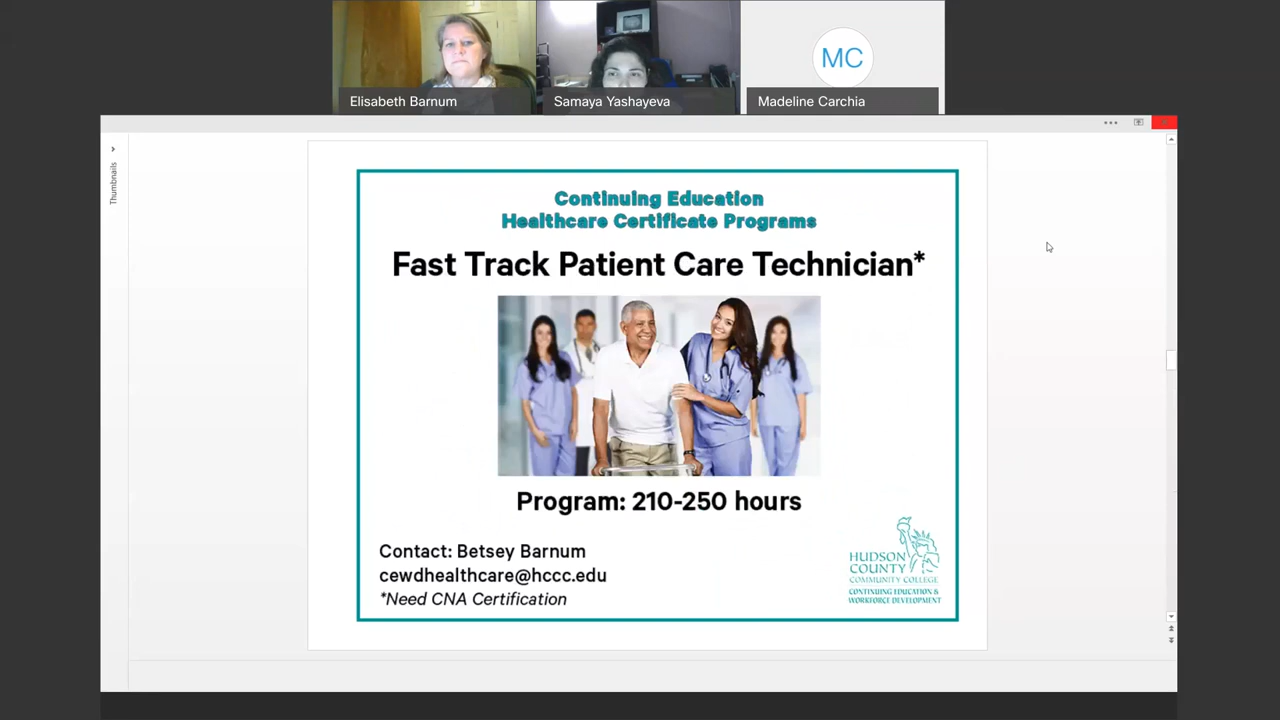 Elisabeth Barnum
Samaya Yashayeva
MC
Madeline Carchia
Thumbnails
Continuing Education
Healthcare Certificate Programs
Fast Track Patient Care Technician*
Program: 210-250 hours
Contact: Betsey Barnum
cewdhealthcare@hccc.edu
*Need CNA Certification
HUDSON
COUNTY
COMMUNITY COLLEGE
CONTINUING EDUCATION &
WORKFORCE DEVELOPMENT